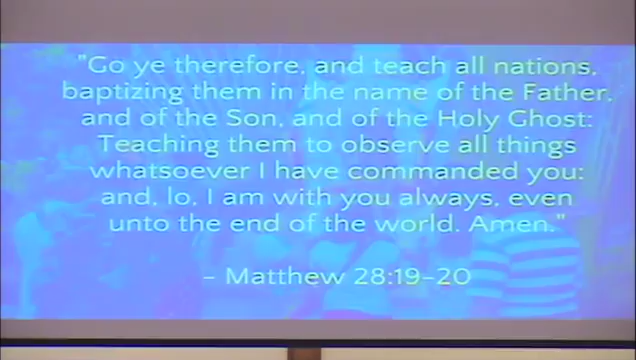 "Go ye therefore, and teach all nations,
baptizing them in the name of the Father,
and of the Son, and of the Holy Ghost:
Teaching them to observe all things
whatsoever I have commanded you:
and, lo, I am with you always, even
unto the end of the world. Amen."
– Matthew 28:19–20